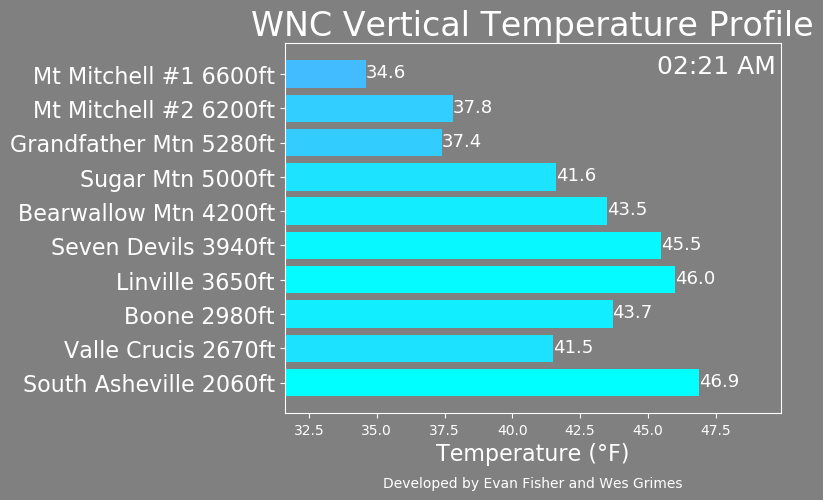 WNC Vertical Temperature Profile
02:21 AM
Mt Mitchell #1 6600ft 34.6
Mt Mitchell #2 6200ft 37.8
Grandfather Mtn 5280ft 37.4
Sugar Mtn 5000ft 41.6
Bearwallow Mtn 4200ft 43.5
Seven Devils 3940ft 45.5
Linville 3650ft 46.0
Boone 2980ft 43.7
Valle Crucis 2670ft 41.5
South Asheville 2060ft 46.9
32.5 35.0 37.5 40.0 42.5 45.0 47.5
Temperature (°F)
Developed by Evan Fisher and Wes Grimes